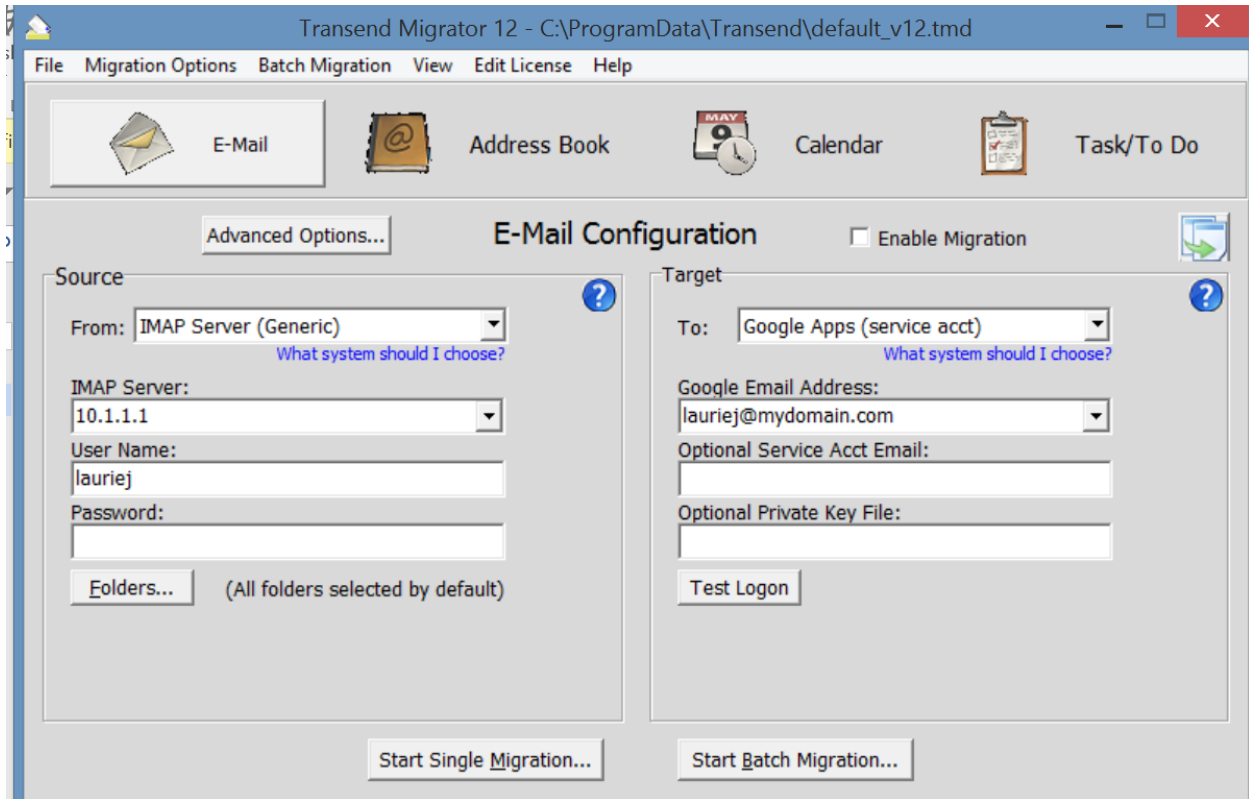 Transend Migrator 12 - C:\ProgramData\Transend\default_v12.tmd
File Migration Options Batch Migration View Edit License Help
E-Mail Address Book MAY 9 Calendar Task/To Do
Advanced Options... E-Mail Configuration Enable Migration
Source
From: IMAP Server (Generic)
What system should I choose?
IMAP Server:
10.1.1.1
User Name:
lauriej
Password:
Folders... (All folders selected by default)
Target
To: Google Apps (service acct)
What system should I choose?
Google Email Address:
lauriej@mydomain.com
Optional Service Acct Email:
Optional Private Key File:
Test Logon
Start Single Migration... Start Batch Migration...